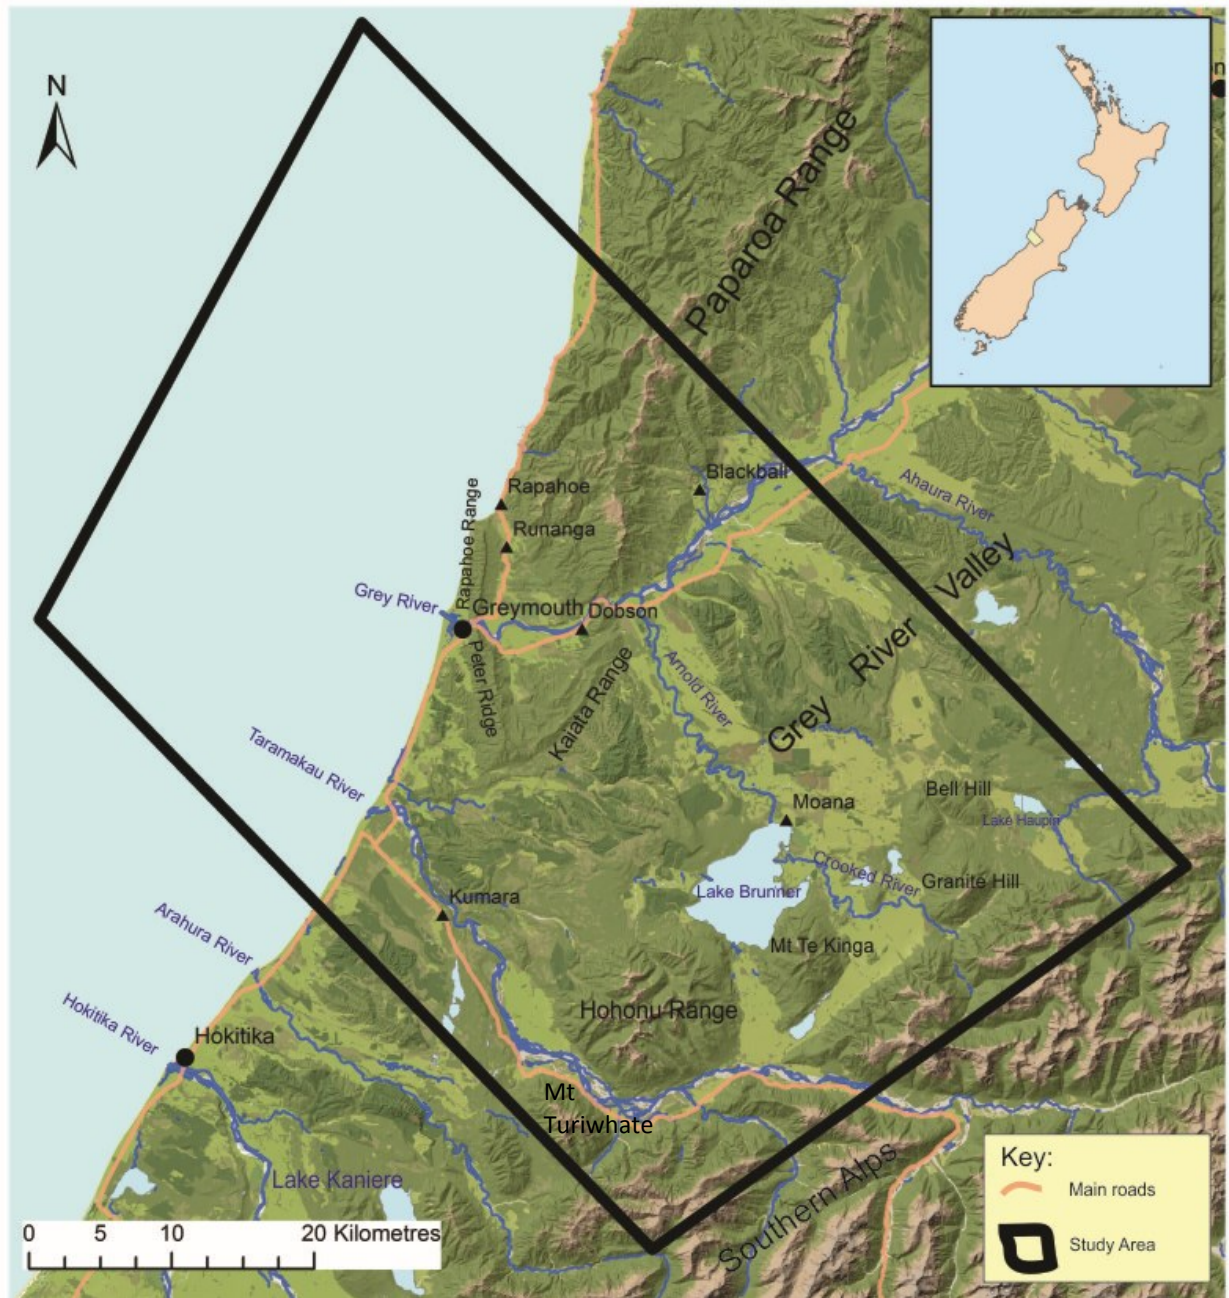 N
n
Paparoa Range
Blackball
Ahaura River
Rapahoe
Rapahoe Range
Runanga
Grey River
Greymouth
Dobson
Peter Ridge
Kaiata Range
Arnold River
Grey River Valley
Taramakau River
Bell Hill
Moana
Lake Haupiri
Crooked River
Granite Hill
Lake Brunner
Kumara
Arahura River
Mt Te Kinga
Hohonu Range
Hokitika River
Hokitika
Mt
Turiwhate
Lake Kaniere
Southern Alps
0 5 10 20 Kilometres
Key:
Main roads
Study Area